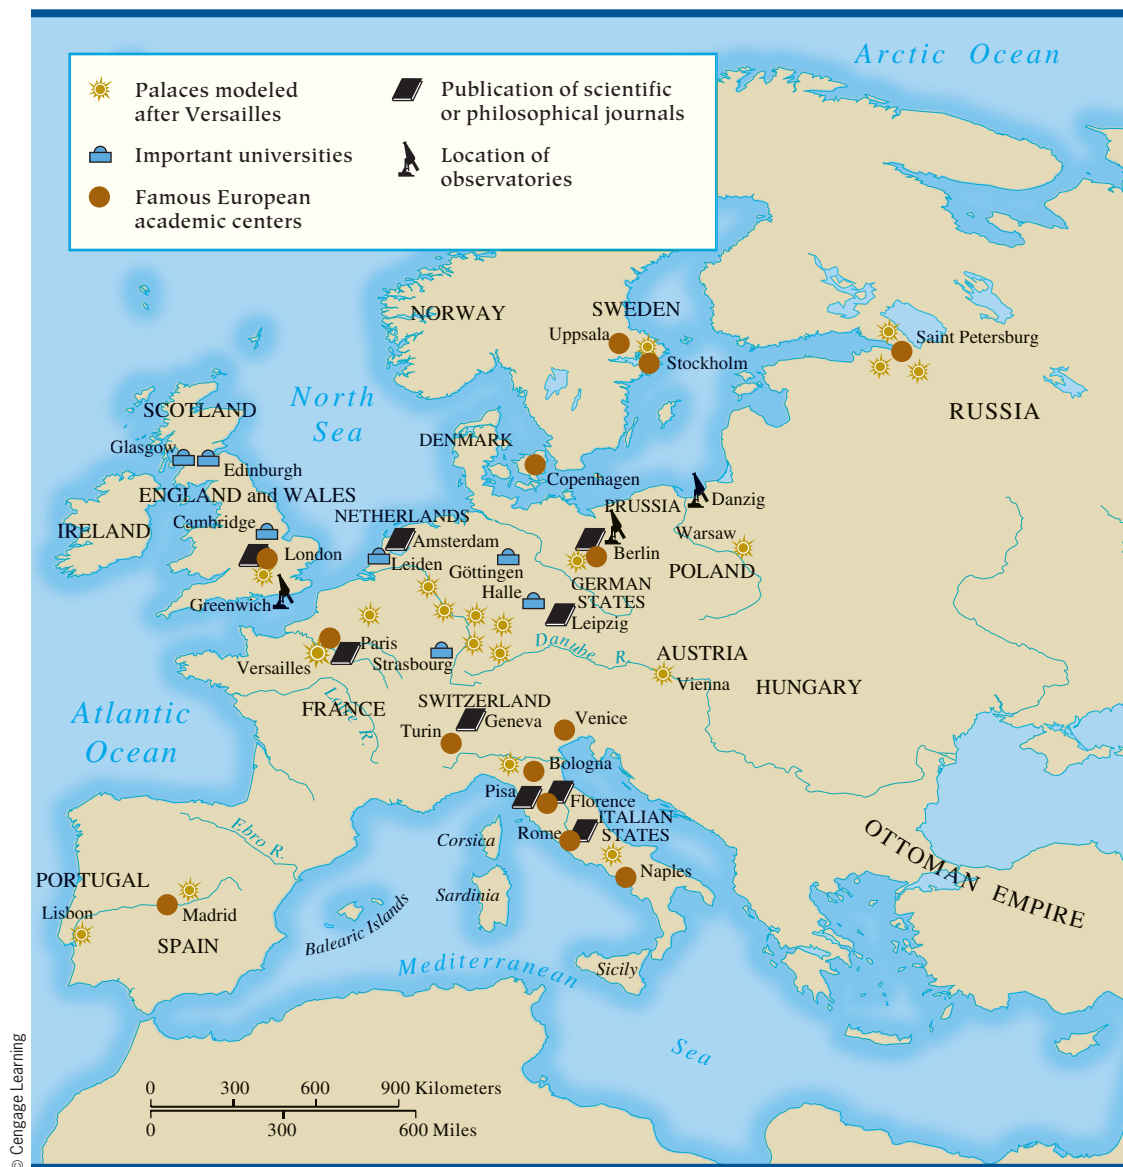 Arctic Ocean
Palaces modeled
after Versailles
Important universities
Famous European
academic centers
Publication of scientific
or philosophical journals
Location of
observatories
NORWAY
SWEDEN
Uppsala
Stockholm
Saint Petersburg
RUSSIA
North
Sea
SCOTLAND
Glasgow
Edinburgh
DENMARK
Copenhagen
ENGLAND and WALES
IRELAND
Cambridge
London
Greenwich
NETHERLANDS
Amsterdam
Leiden
Göttingen
Halle
PRUSSIA
Danzig
Warsaw
POLAND
Berlin
GERMAN
STATES
Leipzig
Paris
Versailles
Strasbourg
Danube R.
AUSTRIA
Vienna
HUNGARY
FRANCE
Loire R.
SWITZERLAND
Geneva
Turin
Venice
Atlantic
Ocean
Bologna
Pisa
Florence
ITALIAN
STATES
Rome
Naples
Corsica
Sardinia
Ebro R.
PORTUGAL
Lisbon
Madrid
SPAIN
Balearic Islands
Mediterranean
Sea
Sicily
OTTOMAN EMPIRE
0 300 600 900 Kilometers
0 300 600 Miles
© Cengage Learning